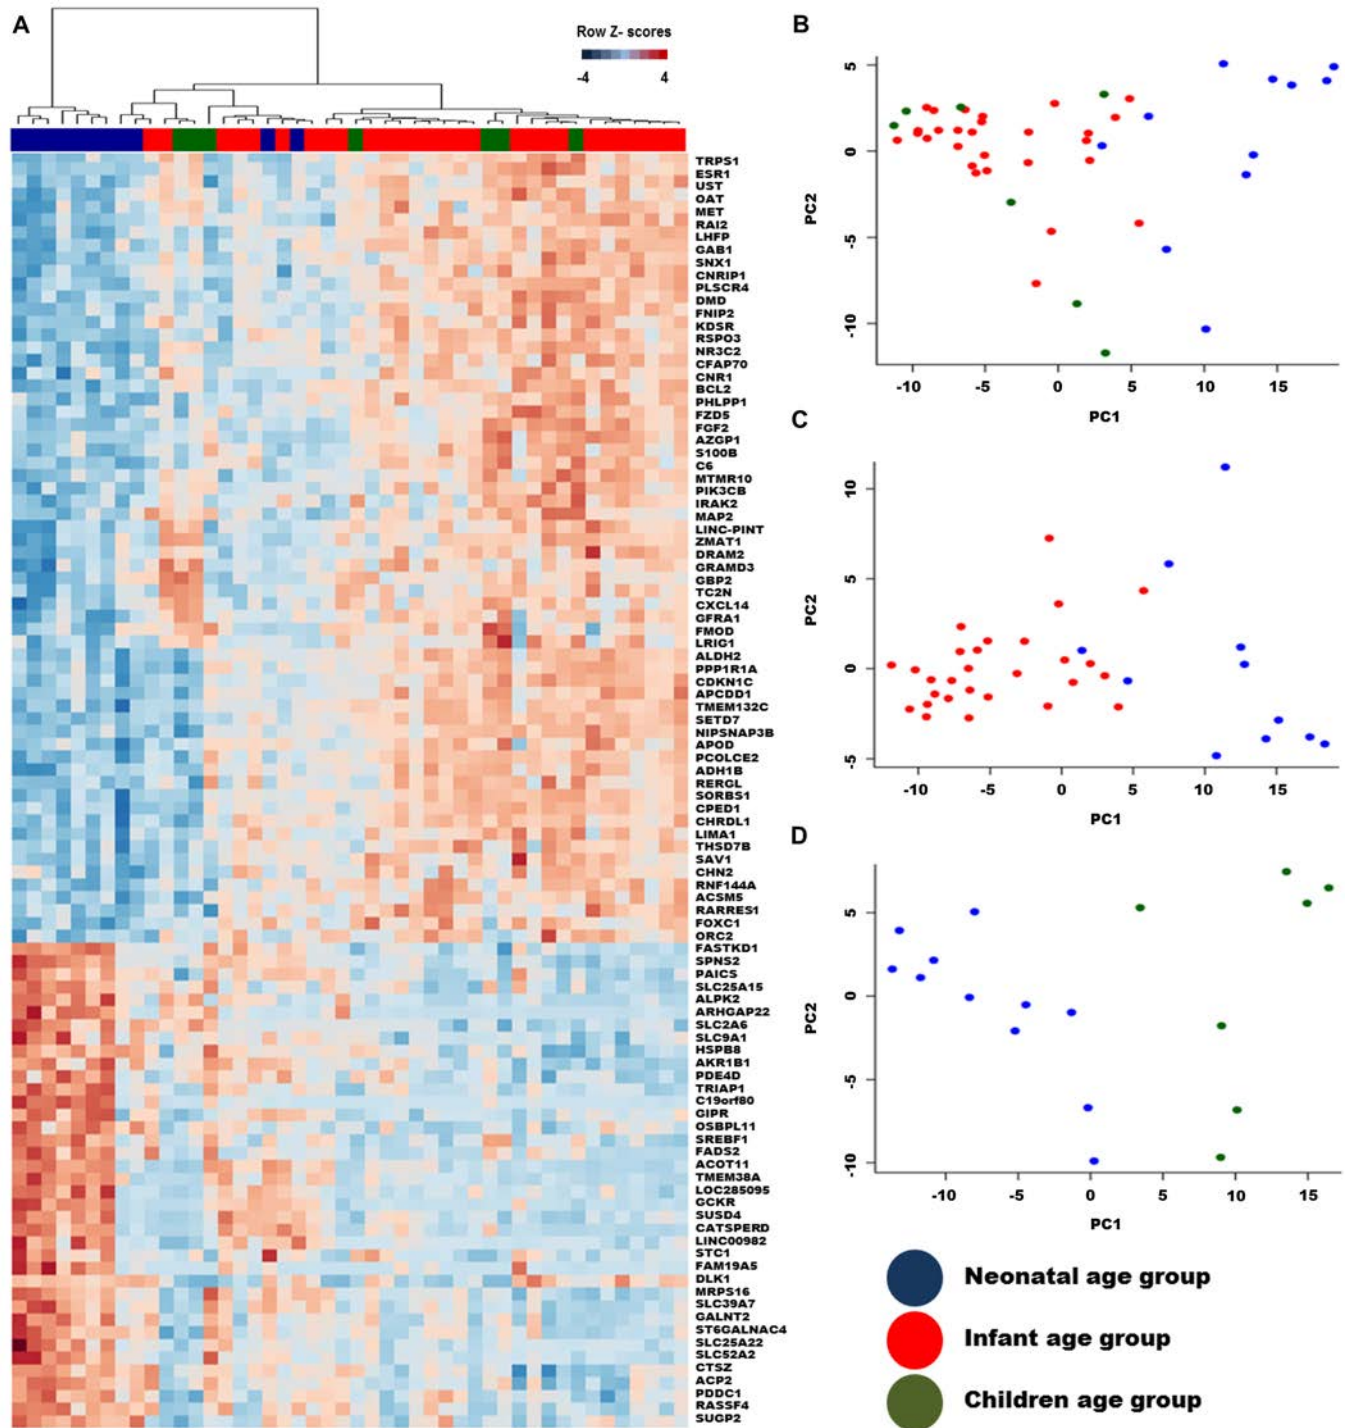 A
Row Z- scores
-4 4
TRPS1
ESR1
UST
OAT
MET
RAI2
LHFP
GAB1
SNX1
CNRIP1
PLSCR4
DMD
FNIP2
KDSR
RSPO3
NR3C2
CFAP70
CNR1
BCL2
PHLPP1
FZD5
FGF2
AZGP1
S100B
C6
MTMR10
PIK3CB
IRAK2
MAP2
LINC-PINT
ZMAT1
DRAM2
GRAMD3
GBP2
TC2N
CXCL14
GFRA1
FMOD
LRIG1
ALDH2
PPP1R1A
CDKN1C
APCDD1
TMEM132C
SETD7
NIPSNAP3B
APOD
PCOLCE2
ADH1B
RERGL
SORBS1
CPED1
CHRDL1
LIMA1
THSD7B
SAV1
CHN2
RNF144A
ACSM5
RARRES1
FOXC1
ORC2
FASTKD1
SPNS2
PAICS
SLC25A15
ALPK2
ARHGAP22
SLC2A6
SLC9A1
HSPB8
AKR1B1
PDE4D
TRIAP1
C19orf80
GIPR
OSBPL11
SREBF1
FADS2
ACOT11
TMEM38A
LOC285095
GCKR
SUSD4
CATSPERD
LINC00982
STC1
FAM19A5
DLK1
MRPS16
SLC39A7
GALNT2
ST6GALNAC4
SLC25A22
SLC52A2
CTSZ
ACP2
PDDC1
RASSF4
SUGP2
B
PC2
5
0
-5
-10
-10 -5 0 5 10 15
PC1
C
PC2
10
5
0
-5
-10 -5 0 5 10 15
PC1
D
PC2
5
0
-5
-10
-10 -5 0 5 10 15
PC1
Neonatal age group
Infant age group
Children age group